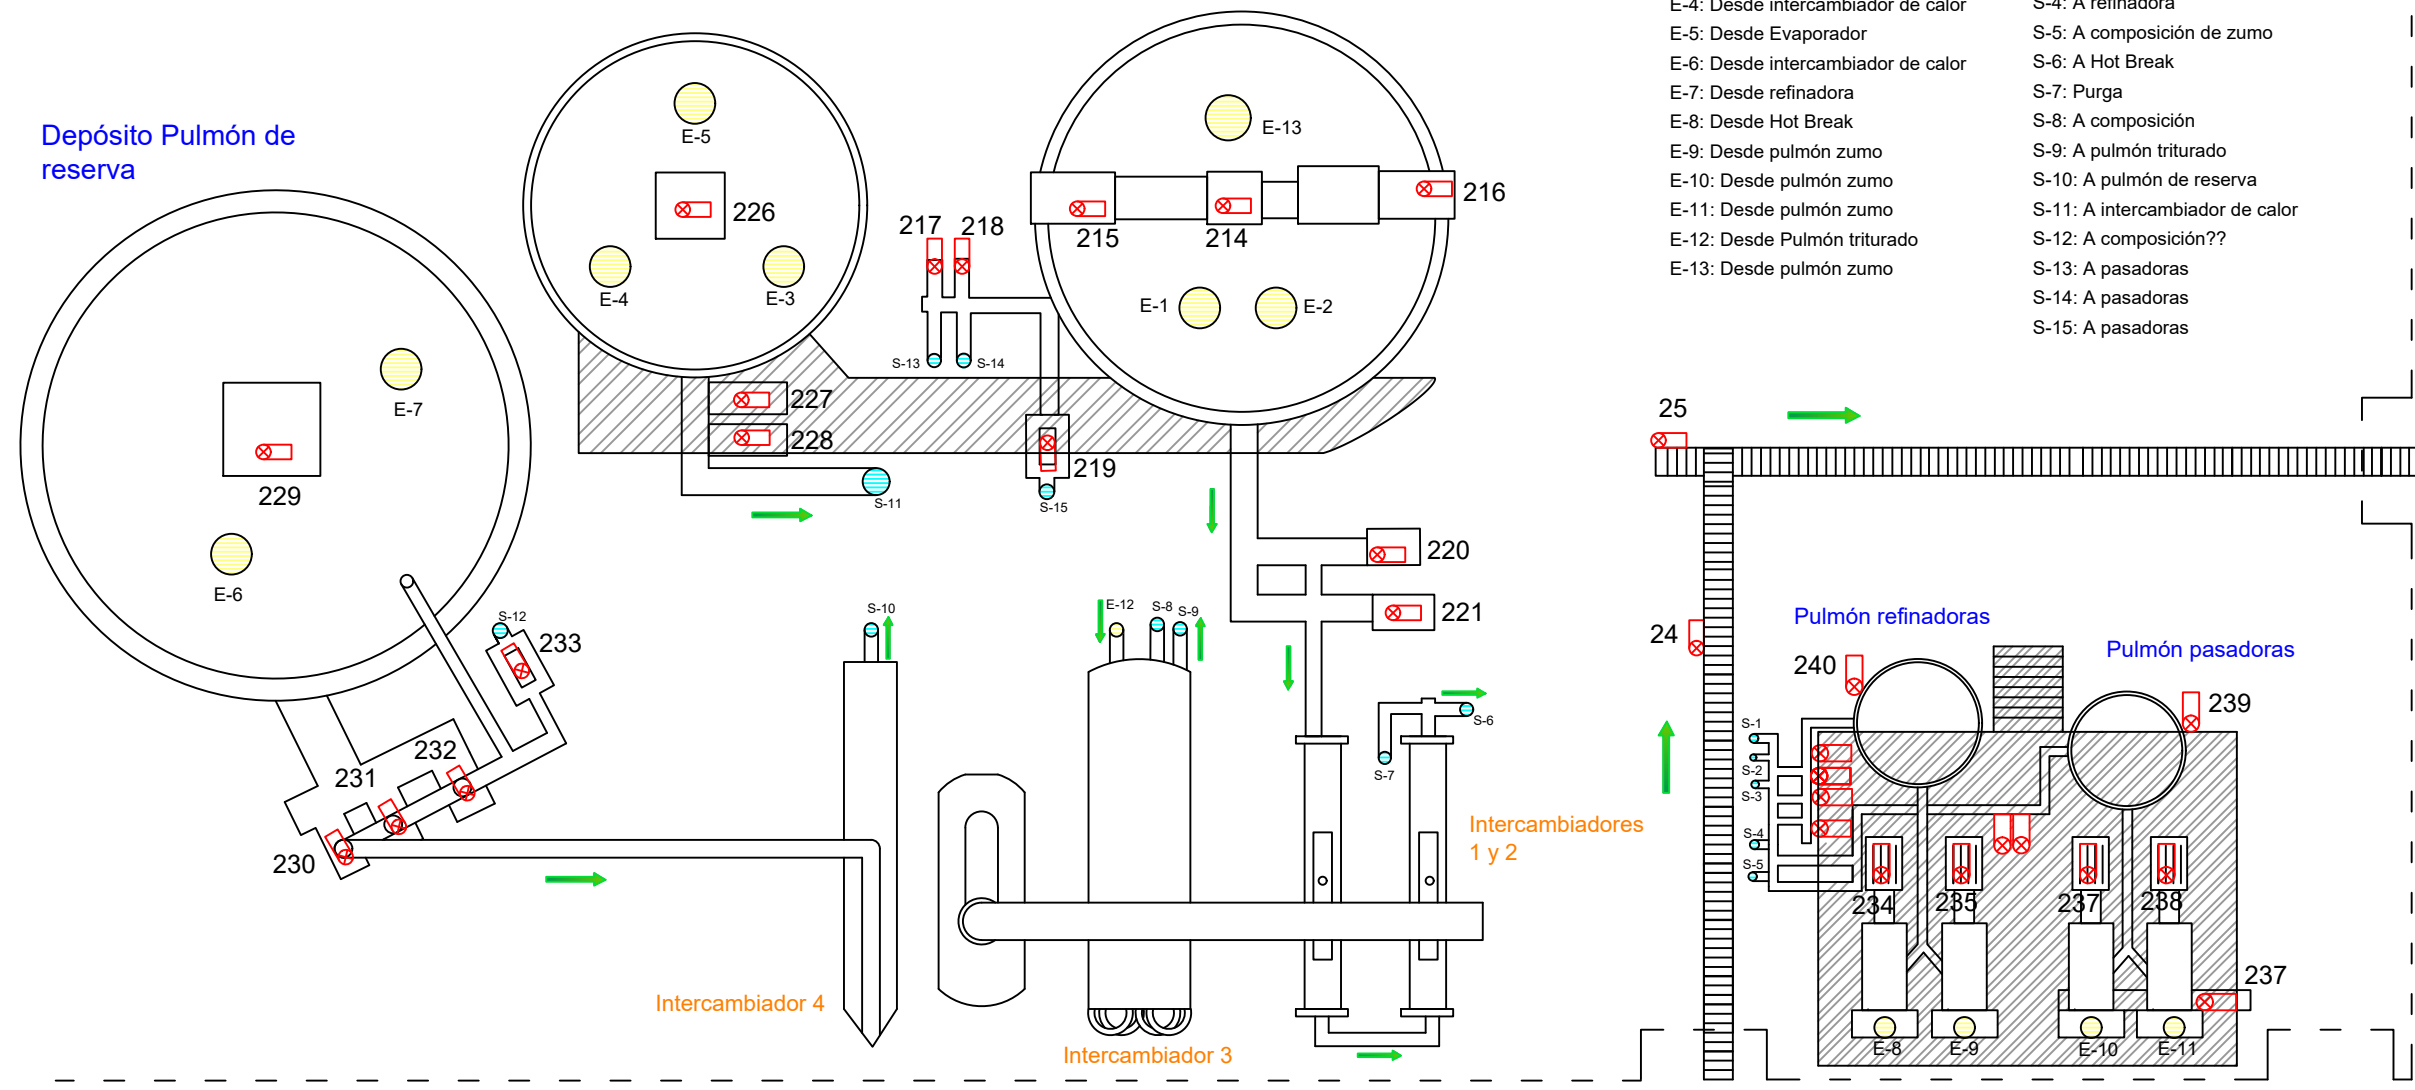 E-4: Desde intercambiador de calor
E-5: Desde Evaporador
E-6: Desde intercambiador de calor
E-7: Desde refinadora
E-8: Desde Hot Break
E-9: Desde pulmón zumo
E-10: Desde pulmón zumo
E-11: Desde pulmón zumo
E-12: Desde Pulmón triturado
E-13: Desde pulmón zumo
S-4: A refinadora
S-5: A composición de zumo
S-6: A Hot Break
S-7: Purga
S-8: A composición
S-9: A pulmón triturado
S-10: A pulmón de reserva
S-11: A intercambiador de calor
S-12: A composición??
S-13: A pasadoras
S-14: A pasadoras
S-15: A pasadoras
Depósito Pulmón de
reserva
E-7
229
E-6
E-5
226
E-4
E-3
227
228
S-11
217
218
S-13
S-14
219
S-15
E-13
215
214
216
E-1
E-2
220
221
S-12
233
232
231
230
S-10
E-12
S-8
S-9
S-6
S-7
Intercambiadores
1 y 2
Intercambiador 4
Intercambiador 3
25
24
Pulmón refinadoras
Pulmón pasadoras
240
239
S-1
S-2
S-3
S-4
S-5
234
235
237
238
237
E-8
E-9
E-10
E-11